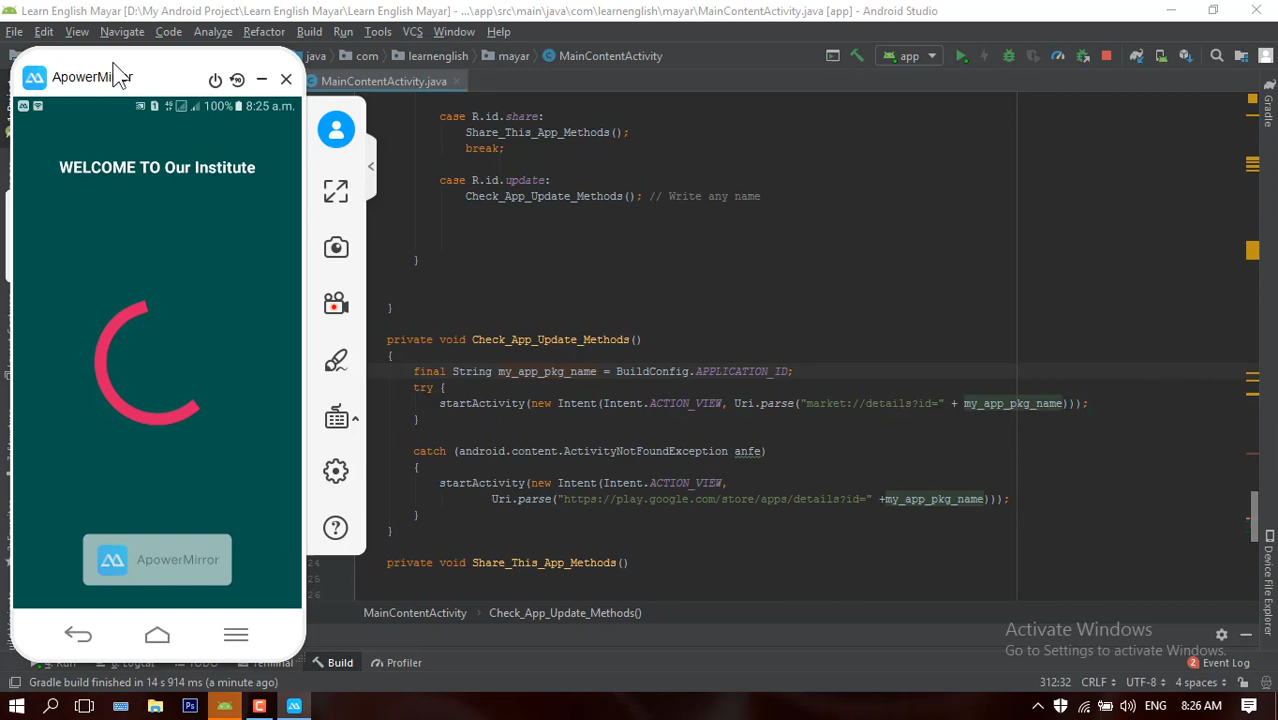 Learn English Mayar [D:\My Android Project\Learn English Mayar] - ...\app\src\main\java\com\learnenglish\mayar\MainContentActivity.java [app] - Android Studio
File Edit View Navigate Code Analyze Refactor Build Run Tools VCS Window Help
java com learnenglish mayar MainContentActivity app
ApowerMirror
MainContentActivity.java
100% 8:25 a.m.
WELCOME TO Our Institute
ApowerMirror
case R.id.share:
Share_This_App_Methods();
break;
case R.id.update:
Check_App_Update_Methods(); // Write any name
}
}
private void Check_App_Update_Methods()
{
final String my_app_pkg_name = BuildConfig.APPLICATION_ID;
try {
startActivity(new Intent(Intent.ACTION_VIEW, Uri.parse("market://details?id=" + my_app_pkg_name)));
}
catch (android.content.ActivityNotFoundException anfe)
{
startActivity(new Intent(Intent.ACTION_VIEW,
Uri.parse("https://play.google.com/store/apps/details?id=" +my_app_pkg_name)));
}
}
private void Share_This_App_Methods()
Gradle
Device File Explorer
MainContentActivity Check_App_Update_Methods()
Activate Windows
Go to Settings to activate Windows.
Terminal Build Profiler 2 Event Log
Gradle build finished in 14 s 914 ms (a minute ago) 312:32 CRLF UTF-8 4 spaces
8:26 AM